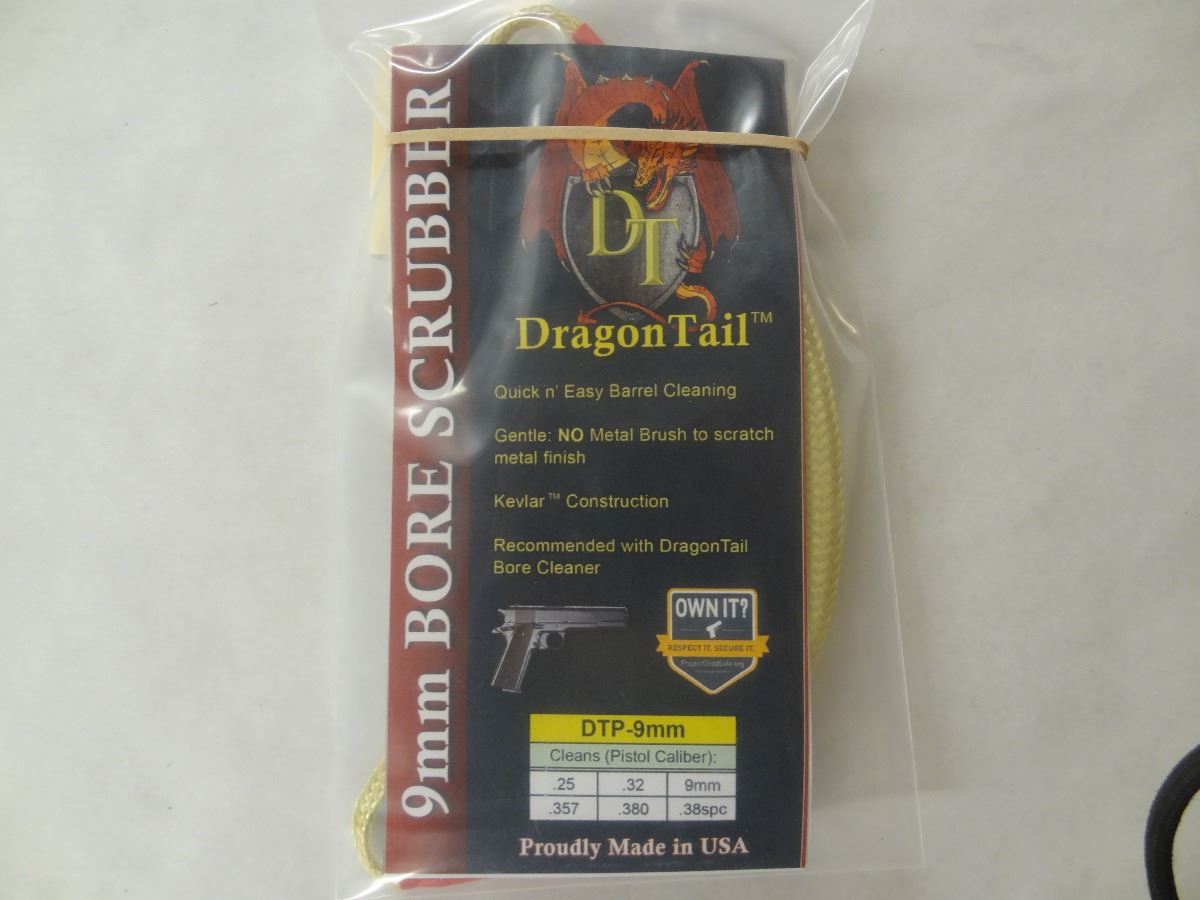 9mm BORE SCRUBBER
DT
DragonTail™
Quick n' Easy Barrel Cleaning
Gentle: NO Metal Brush to scratch
metal finish
Kevlar™ Construction
Recommended with DragonTail
Bore Cleaner
OWN IT?
RESPECT IT. SECURE IT.
ProjectChildSafe.org
DTP-9mm
Cleans (Pistol Caliber):
.25 .32 9mm
.357 .380 .38spc
Proudly Made in USA